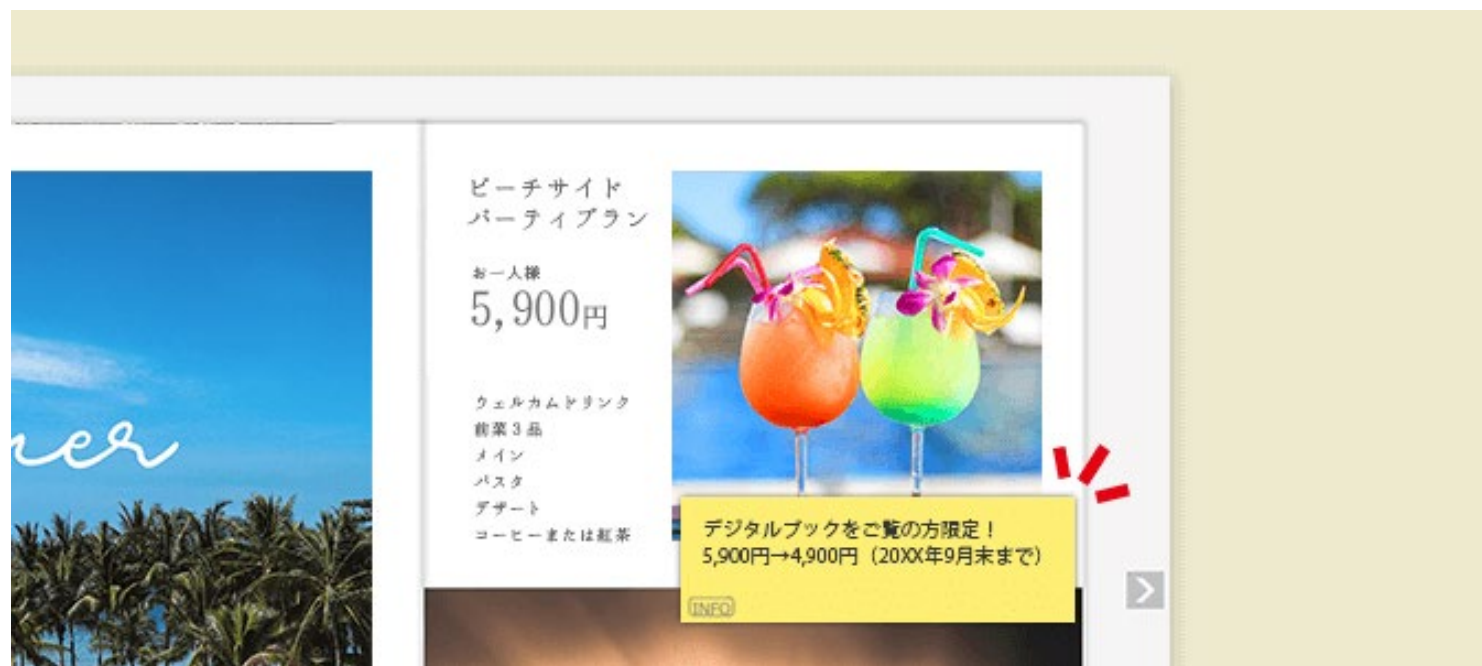 ビーチサイド
パーティプラン
お一人様
5,900円
ウェルカムドリンク
前菜3品
メイン
パスタ
デザート
コーヒーまたは紅茶
デジタルブックをご覧の方限定！
5,900円→4,900円（20XX年9月末まで）
INFO